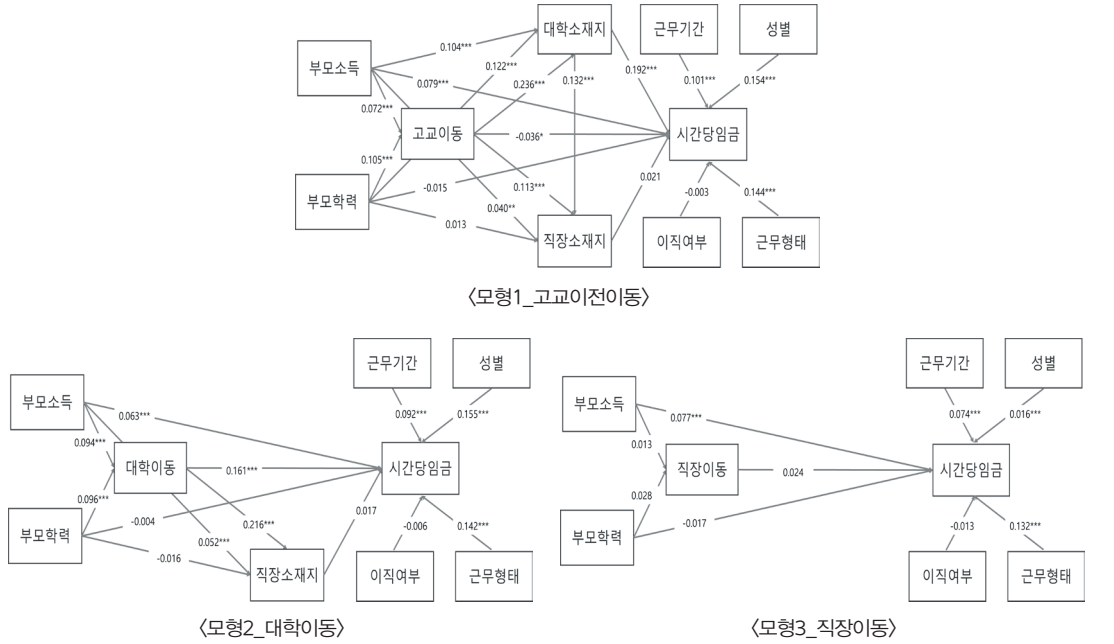 대학소재지 근무기간 성별
부모소득 0.104***
0.122*** 0.192*** 0.101*** 0.154***
0.079*** 0.236*** 0.132***
0.072***
고교이동 -0.036* 시간당임금
0.105***
부모학력 -0.015 0.113*** 0.021 -0.003 0.144***
0.013 0.040**
직장소재지 이직여부 근무형태
〈모형1_고교이전이동〉
근무기간 성별
부모소득 0.063*** 0.092*** 0.155***
0.094***
대학이동 0.161*** 시간당임금
0.096***
부모학력 -0.004 0.216*** 0.017 -0.006 0.142***
-0.016 0.052***
직장소재지 이직여부 근무형태
〈모형2_대학이동〉
근무기간 성별
부모소득 0.077*** 0.074*** 0.016***
0.013
직장이동 0.024 시간당임금
0.028
부모학력 -0.017 -0.013 0.132***
이직여부 근무형태
〈모형3_직장이동〉